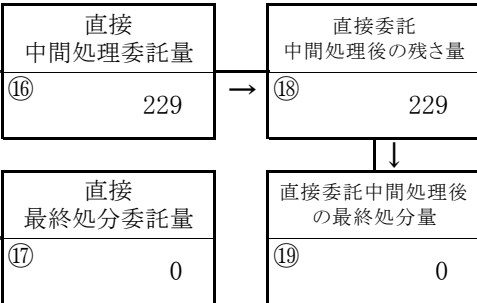 直接
中間処理委託量
⑯
229
→
直接委託
中間処理後の残さ量
⑱
229
↓
直接
最終処分委託量
⑰
0
直接委託中間処理後
の最終処分量
⑲
0